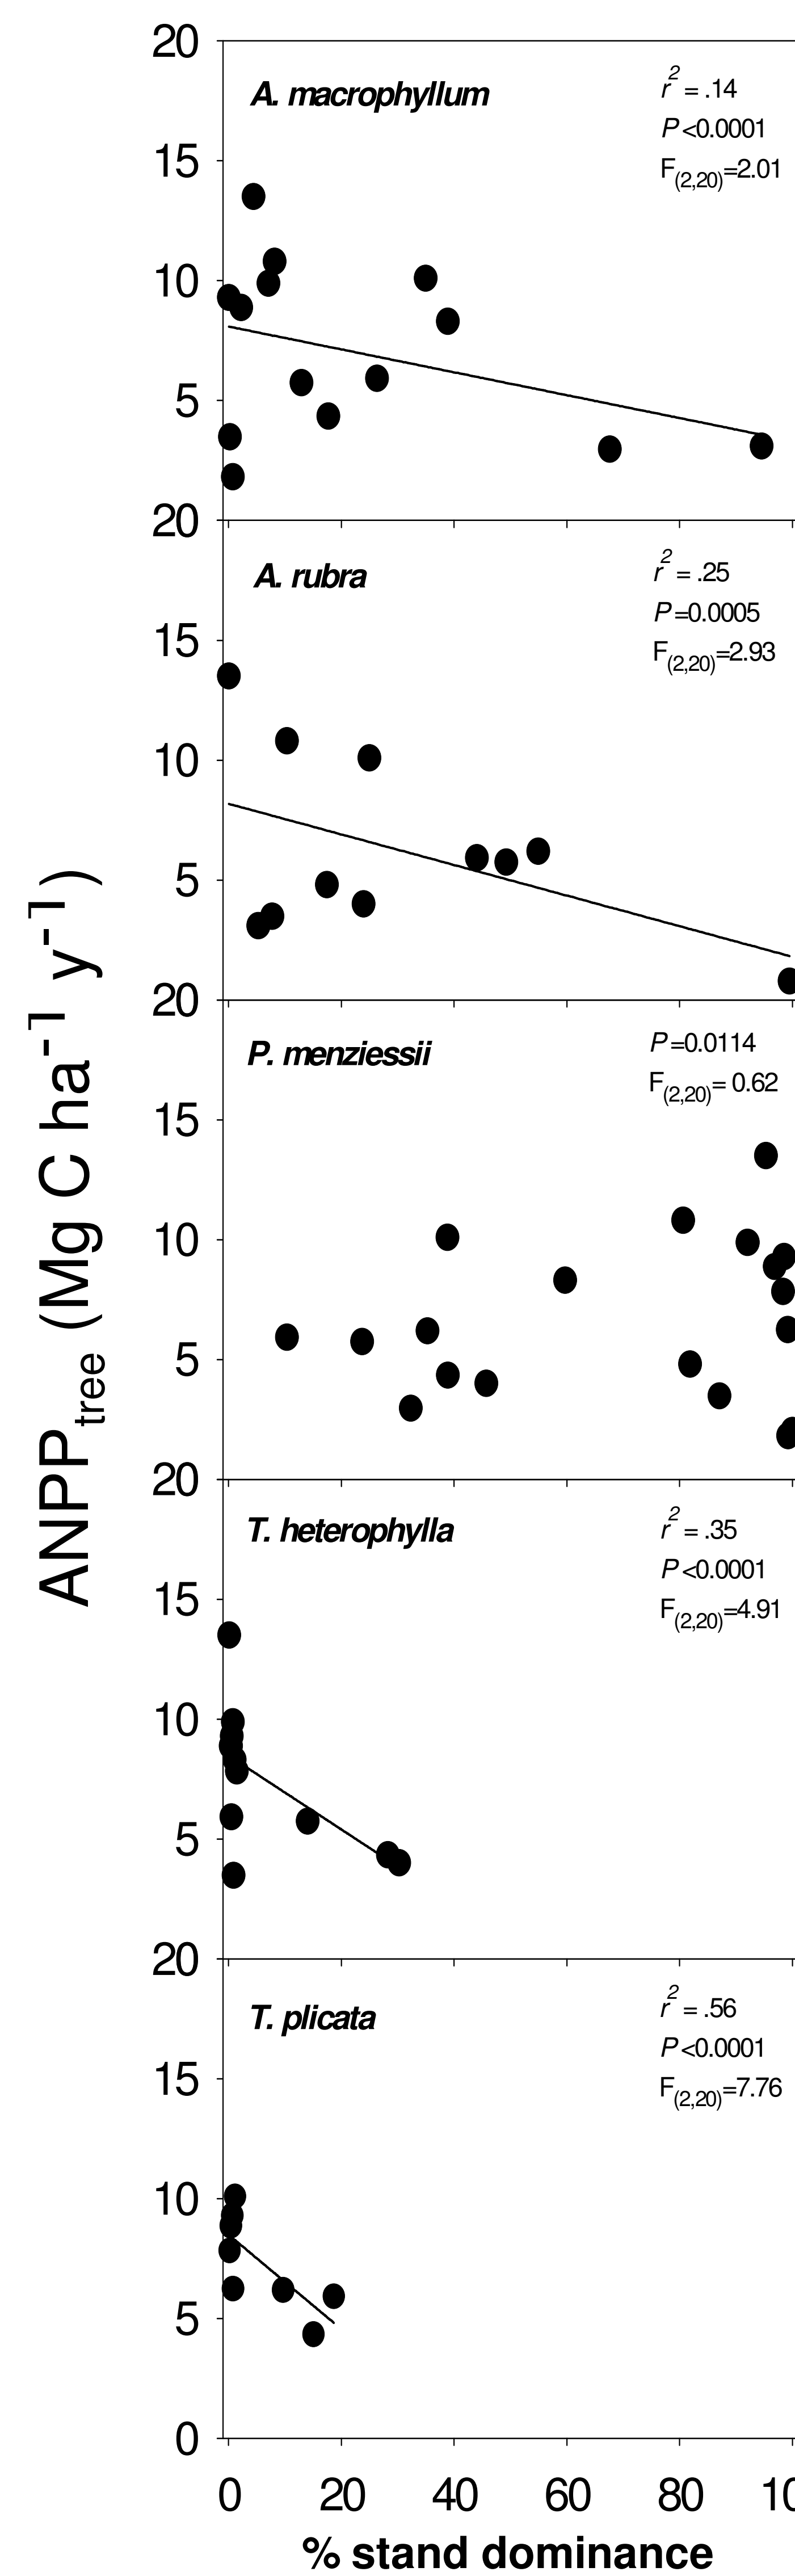 ANPPtree (Mg C ha-1 y-1)
20
A. macrophyllum
r2 = .14
P<0.0001
F(2,20)=2.01
15
10
5
20
A. rubra
r2 = .25
P=0.0005
F(2,20)=2.93
15
10
5
20
P. menziessii
P=0.0114
F(2,20)= 0.62
15
10
5
20
T. heterophylla
r2 = .35
P<0.0001
F(2,20)=4.91
15
10
5
20
T. plicata
r2 = .56
P<0.0001
F(2,20)=7.76
15
10
5
0
0 20 40 60 80
% stand dominance